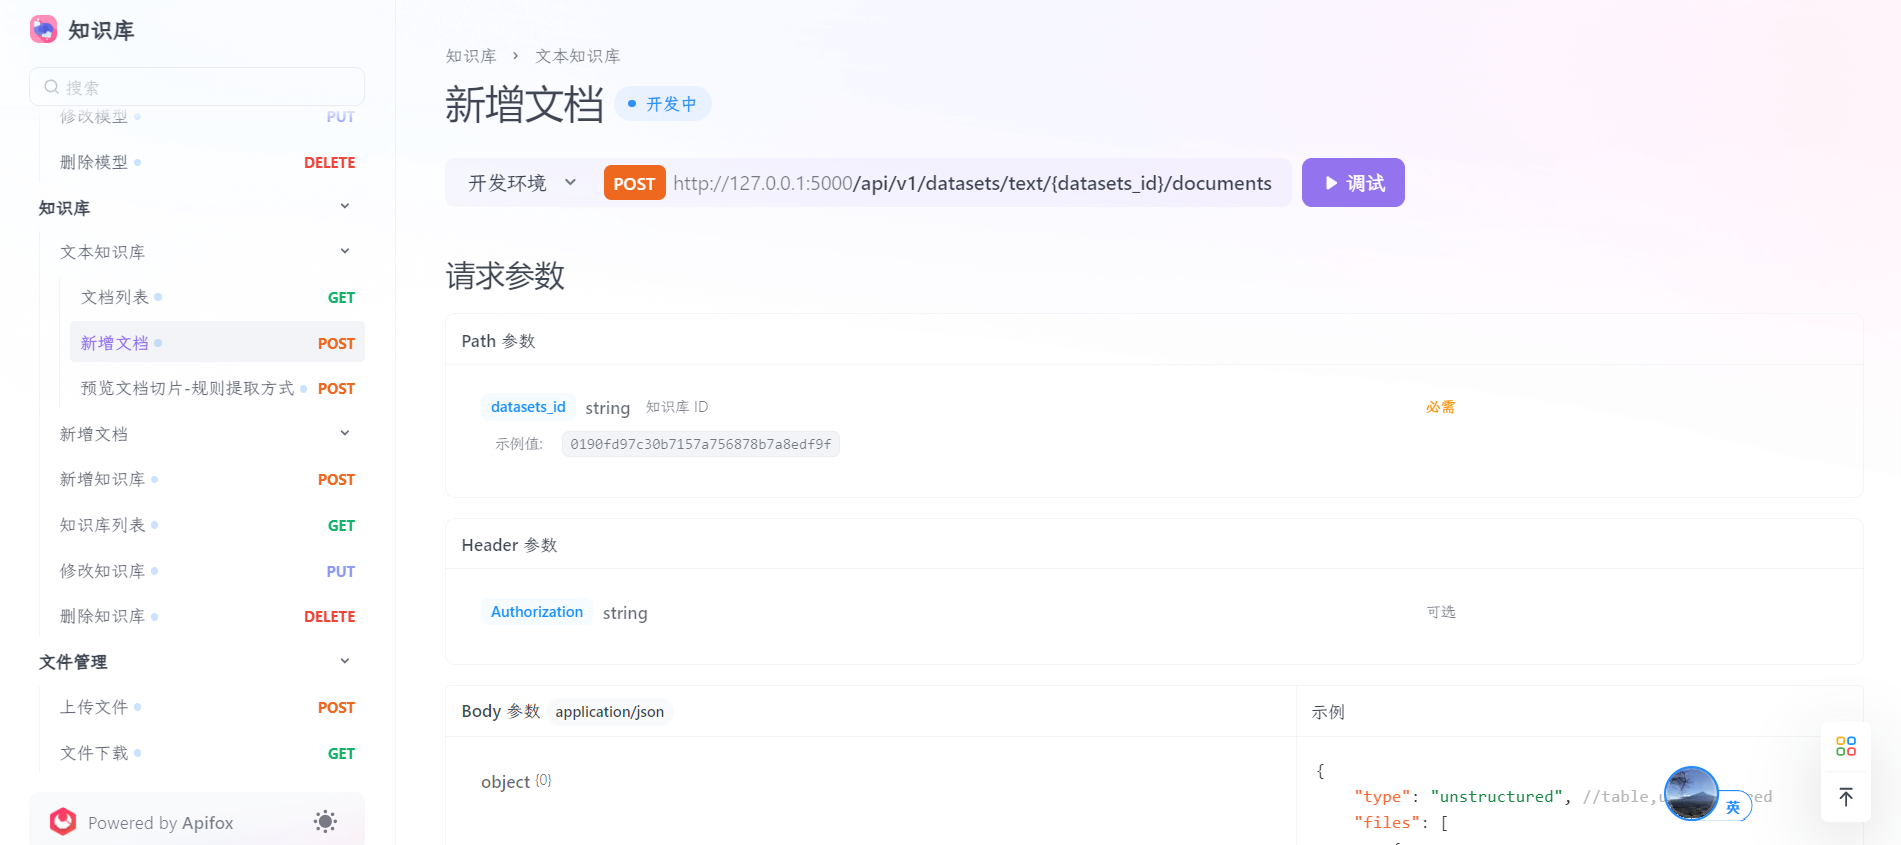 知识库
搜索
修改模型 PUT
删除模型 DELETE
知识库
文本知识库
文档列表 GET
新增文档 POST
预览文档切片-规则提取方式 POST
新增文档
新增知识库 POST
知识库列表 GET
修改知识库 PUT
删除知识库 DELETE
文件管理
上传文件 POST
文件下载 GET
Powered by Apifox
知识库 › 文本知识库
新增文档 开发中
开发环境 POST http://127.0.0.1:5000/api/v1/datasets/text/{datasets_id}/documents 调试
请求参数
Path 参数
datasets_id string 知识库 ID 必需
示例值: 0190fd97c30b7157a756878b7a8edf9f
Header 参数
Authorization string 可选
Body 参数 application/json
object {0}
示例
{
"type": "unstructured", //table,
"files": [
英